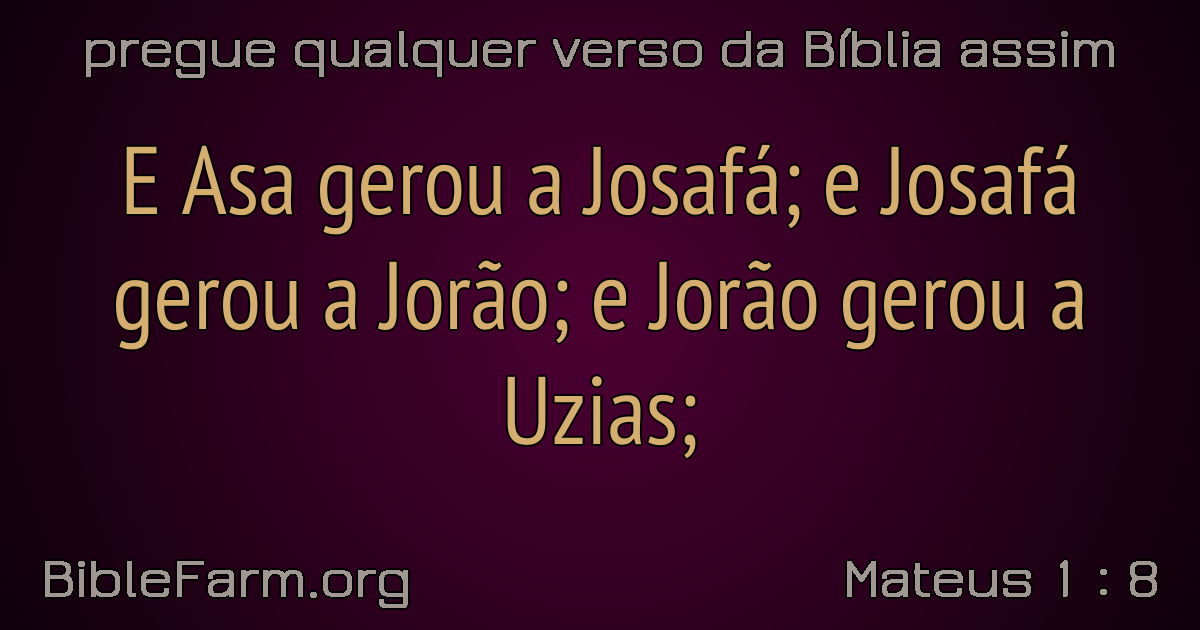 pregue qualquer verso da Bíblia assim
E Asa gerou a Josafá; e Josafá
gerou a Jorão; e Jorão gerou a
Uzias;
BibleFarm.org
Mateus 1 : 8